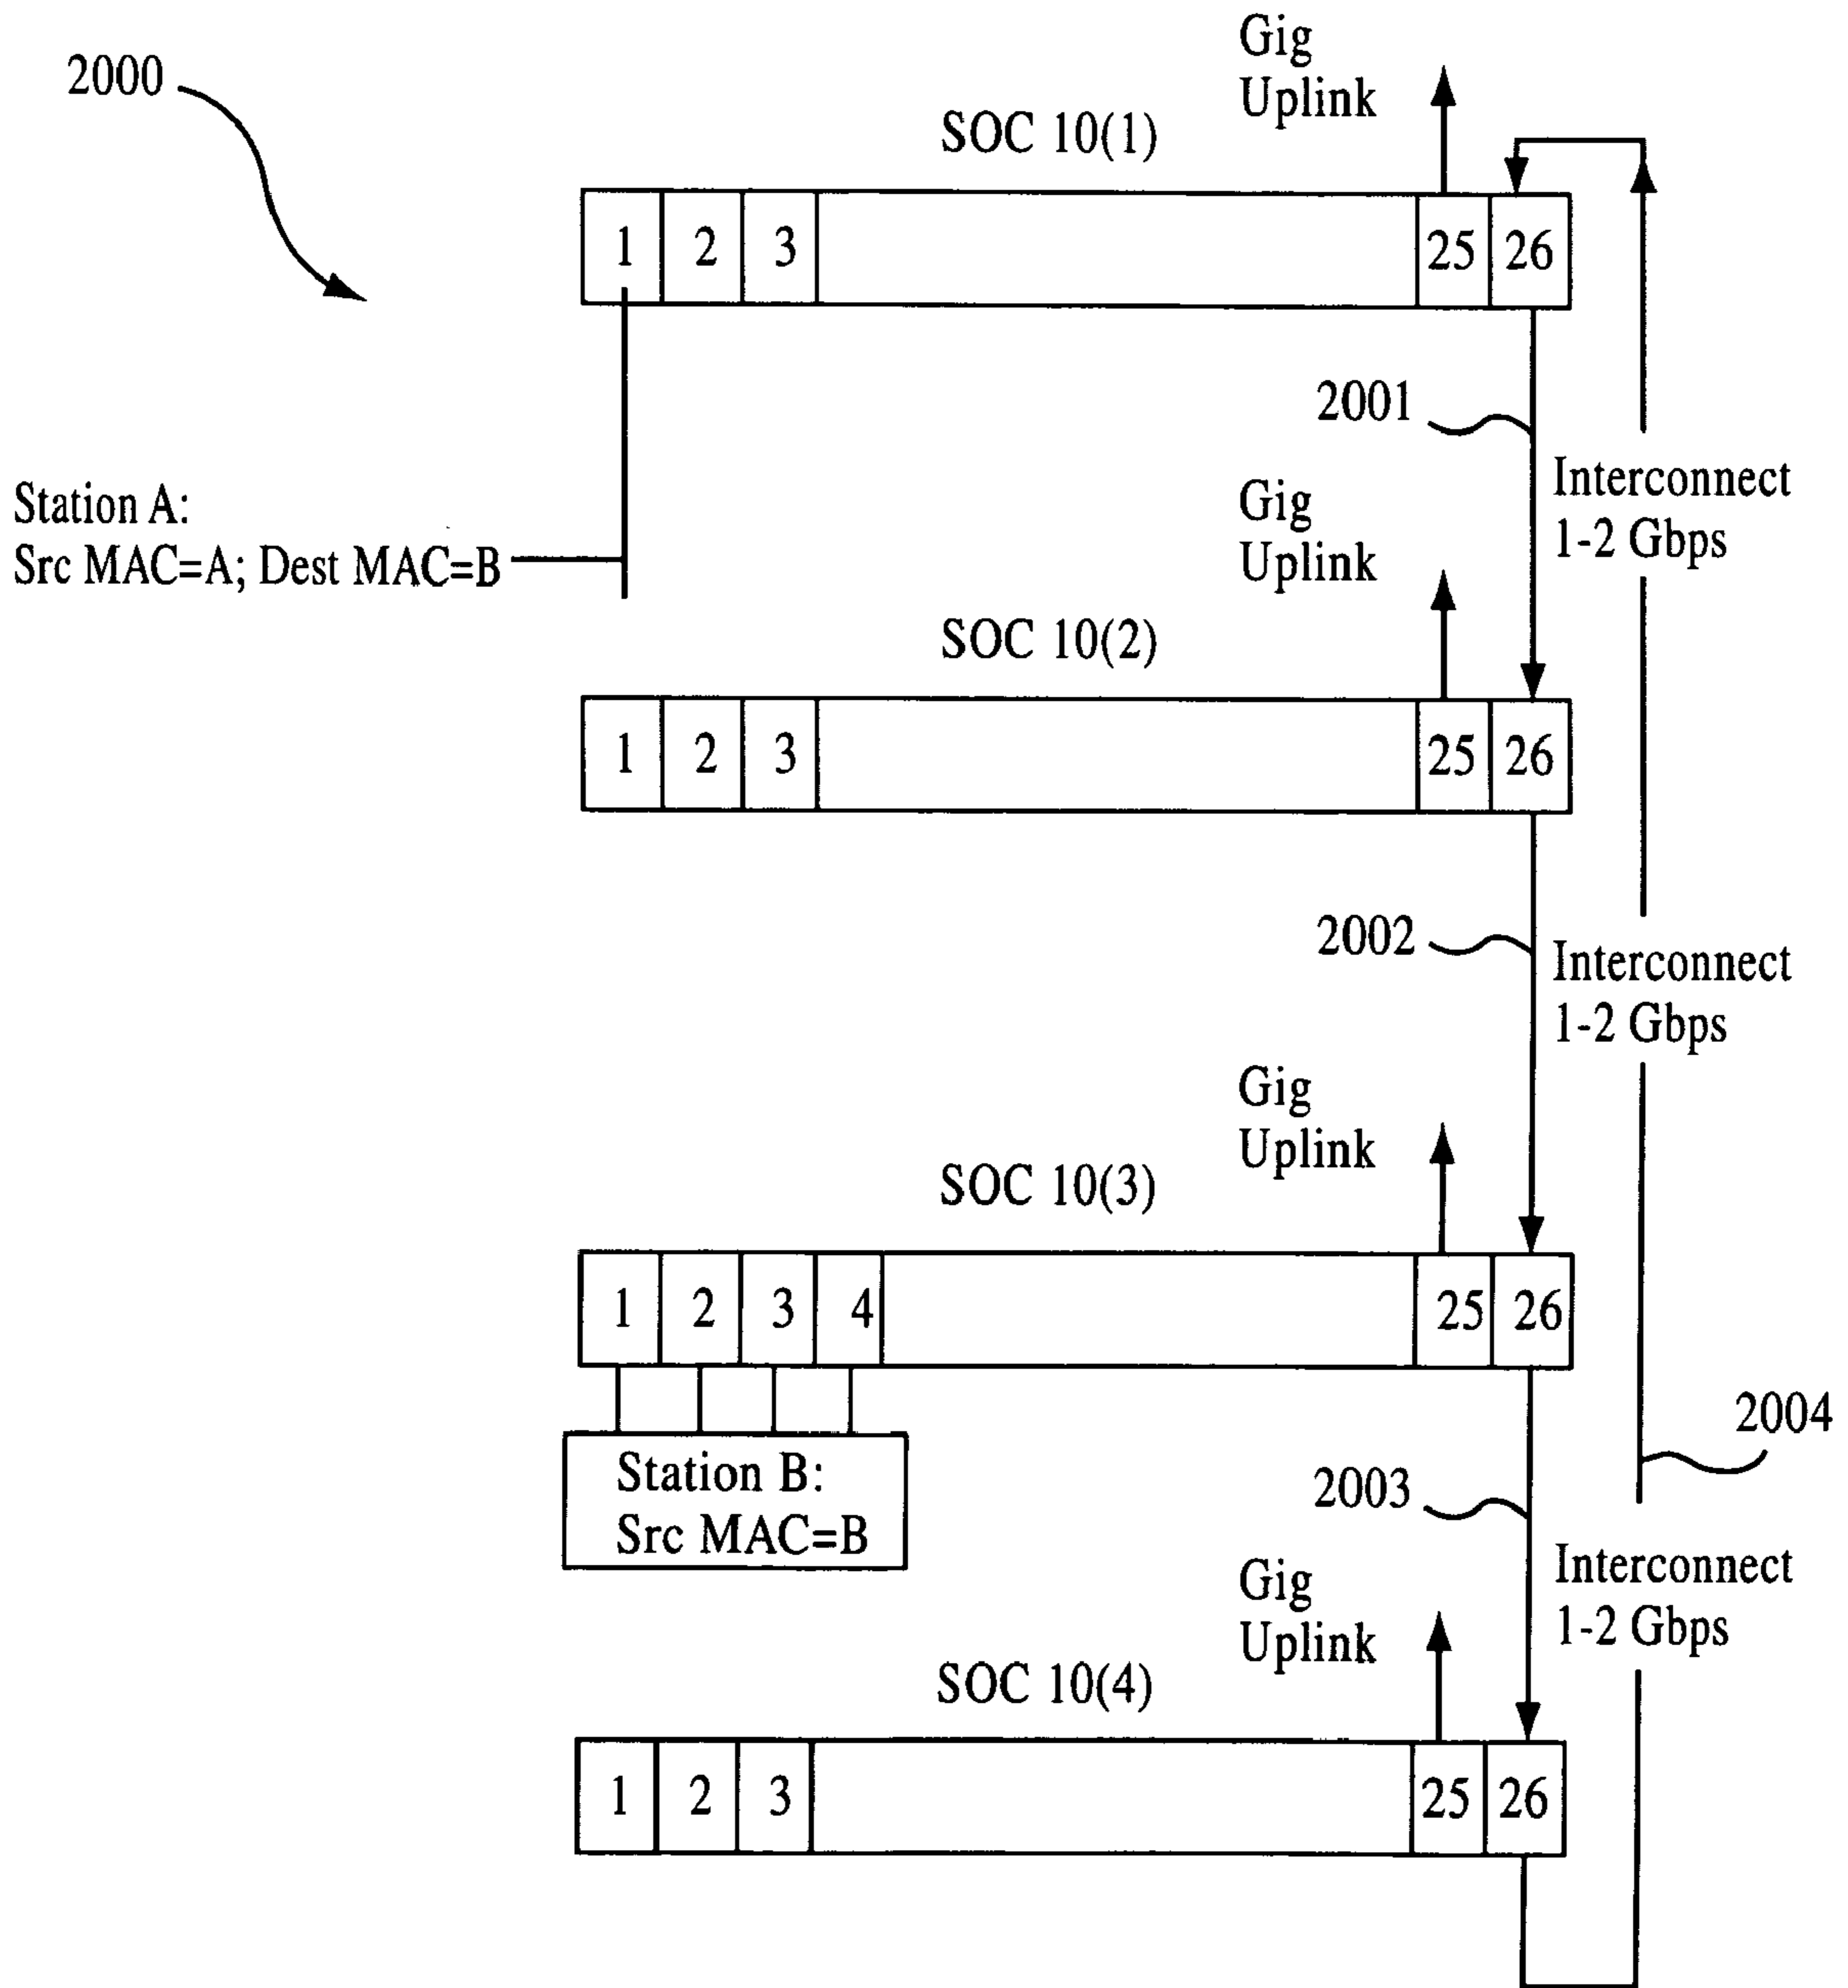 2000
Gig
Uplink
SOC 10(1)
1 2 3 25 26
2001
Interconnect
1-2 Gbps
Station A:
Src MAC=A; Dest MAC=B
Gig
Uplink
SOC 10(2)
1 2 3 25 26
2002
Interconnect
1-2 Gbps
Gig
Uplink
SOC 10(3)
1 2 3 4 25 26
2004
Station B:
Src MAC=B
2003
Interconnect
1-2 Gbps
Gig
Uplink
SOC 10(4)
1 2 3 25 26